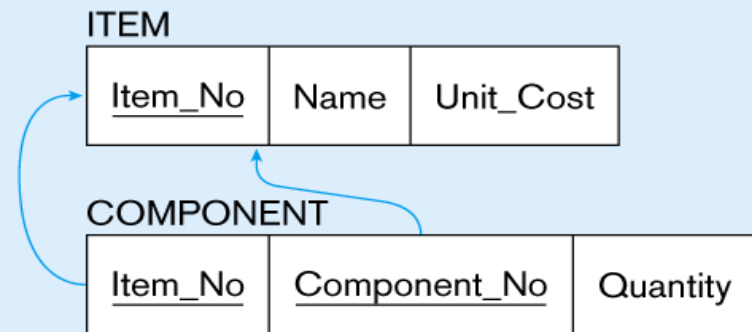 ITEM
Item_No Name Unit_Cost
COMPONENT
Item_No Component_No Quantity